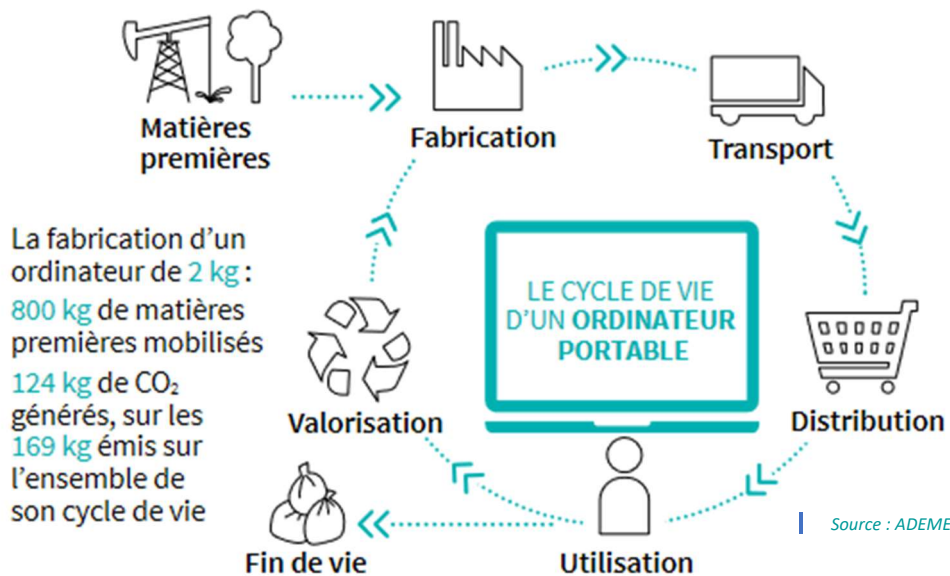 Matières
premières
Fabrication
Transport
La fabrication d’un
ordinateur de 2 kg :
800 kg de matières
premières mobilisés
124 kg de CO₂
générés, sur les
169 kg émis sur
l’ensemble de
son cycle de vie
LE CYCLE DE VIE
D’UN ORDINATEUR
PORTABLE
Valorisation
Distribution
Fin de vie
Utilisation
Source : ADEME